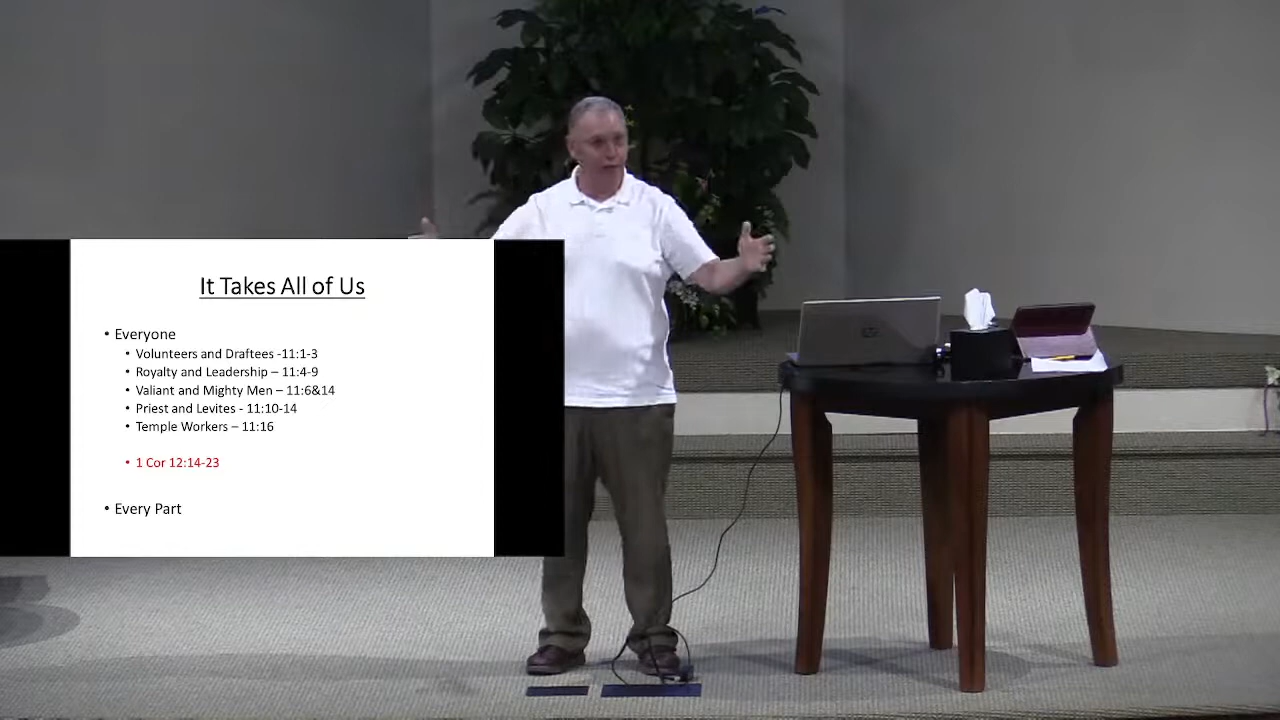 It Takes All of Us
• Everyone
• Volunteers and Draftees -11:1-3
• Royalty and Leadership – 11:4-9
• Valiant and Mighty Men – 11:6&14
• Priest and Levites - 11:10-14
• Temple Workers – 11:16
• 1 Cor 12:14-23
• Every Part